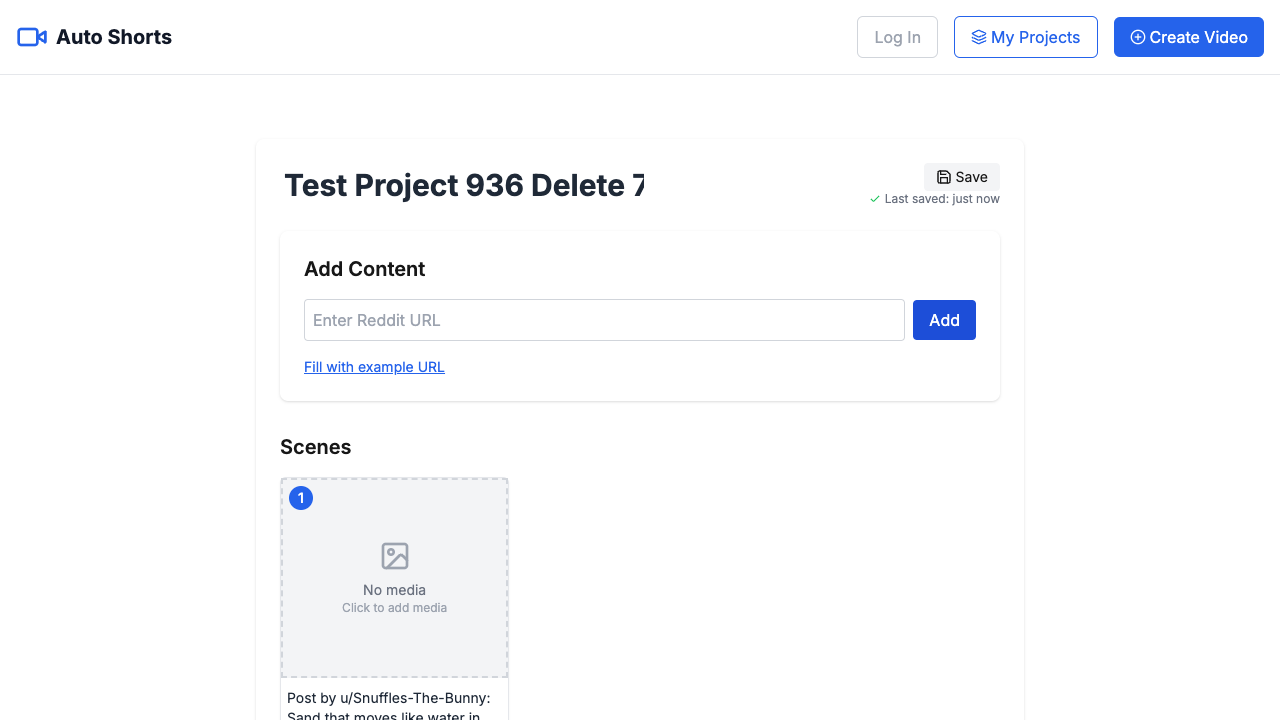 Auto Shorts
Log In
My Projects
Create Video
Test Project 936 Delete 7
Save
Last saved: just now
Add Content
Enter Reddit URL
Add
Fill with example URL
Scenes
1
No media
Click to add media
Post by u/Snuffles-The-Bunny:
Sand that moves like water in